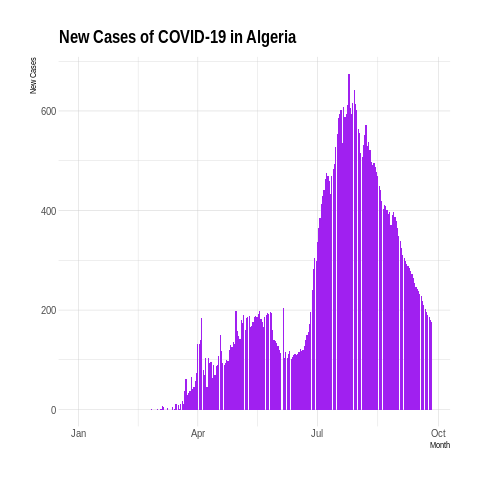 New Cases of COVID-19 in Algeria
New Cases
600
400
200
0
Jan Apr Jul Oct
Month